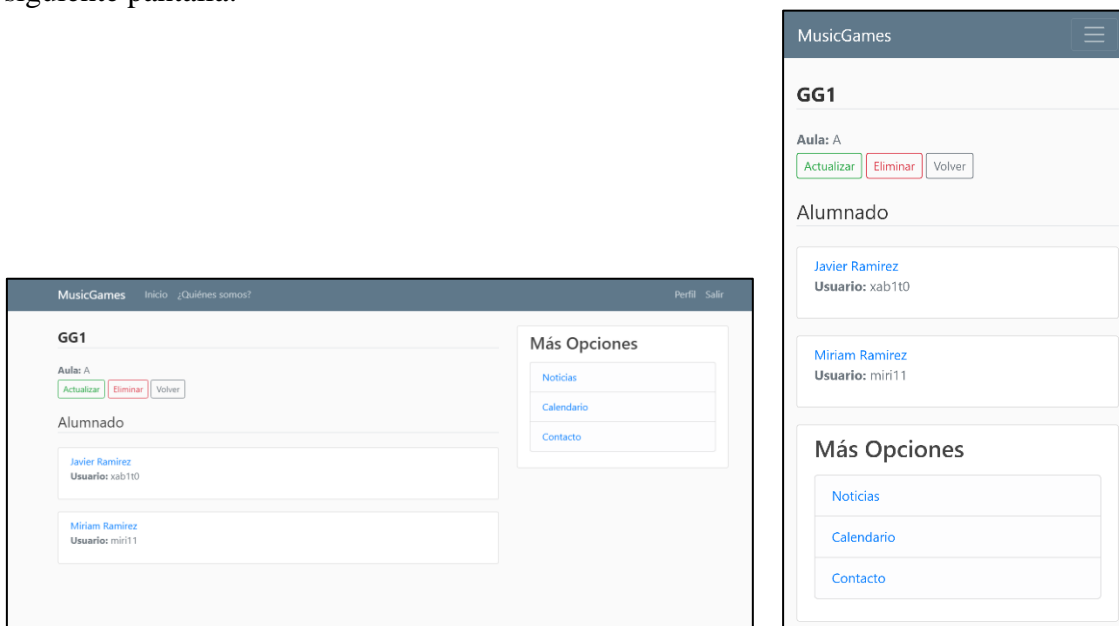 siguiente pantalla:
MusicGames Inicio ¿Quiénes somos? Perfil Salir
GG1
Aula: A
Actualizar Eliminar Volver
Alumnado
Javier Ramirez
Usuario: xab1t0
Miriam Ramirez
Usuario: miri11
Más Opciones
Noticias
Calendario
Contacto
MusicGames
GG1
Aula: A
Actualizar Eliminar Volver
Alumnado
Javier Ramirez
Usuario: xab1t0
Miriam Ramirez
Usuario: miri11
Más Opciones
Noticias
Calendario
Contacto